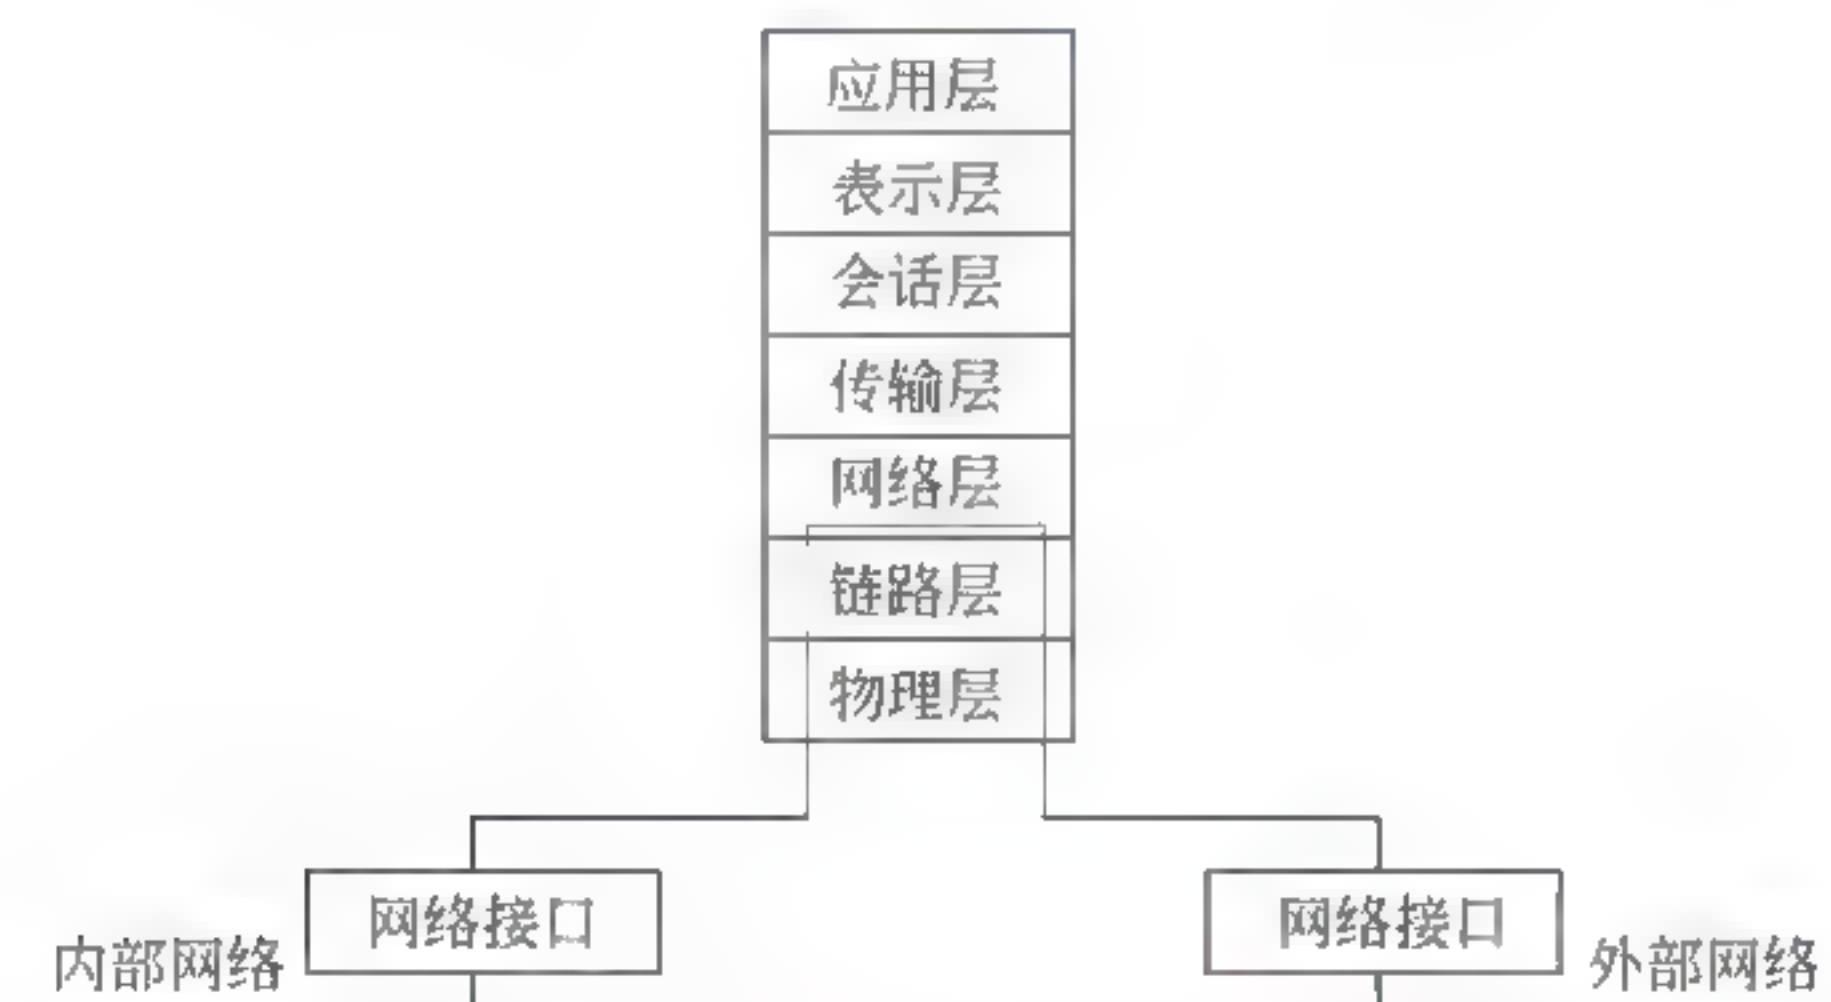 应用层
表示层
会话层
传输层
网络层
链路层
物理层
网络接口
网络接口
内部网络
外部网络